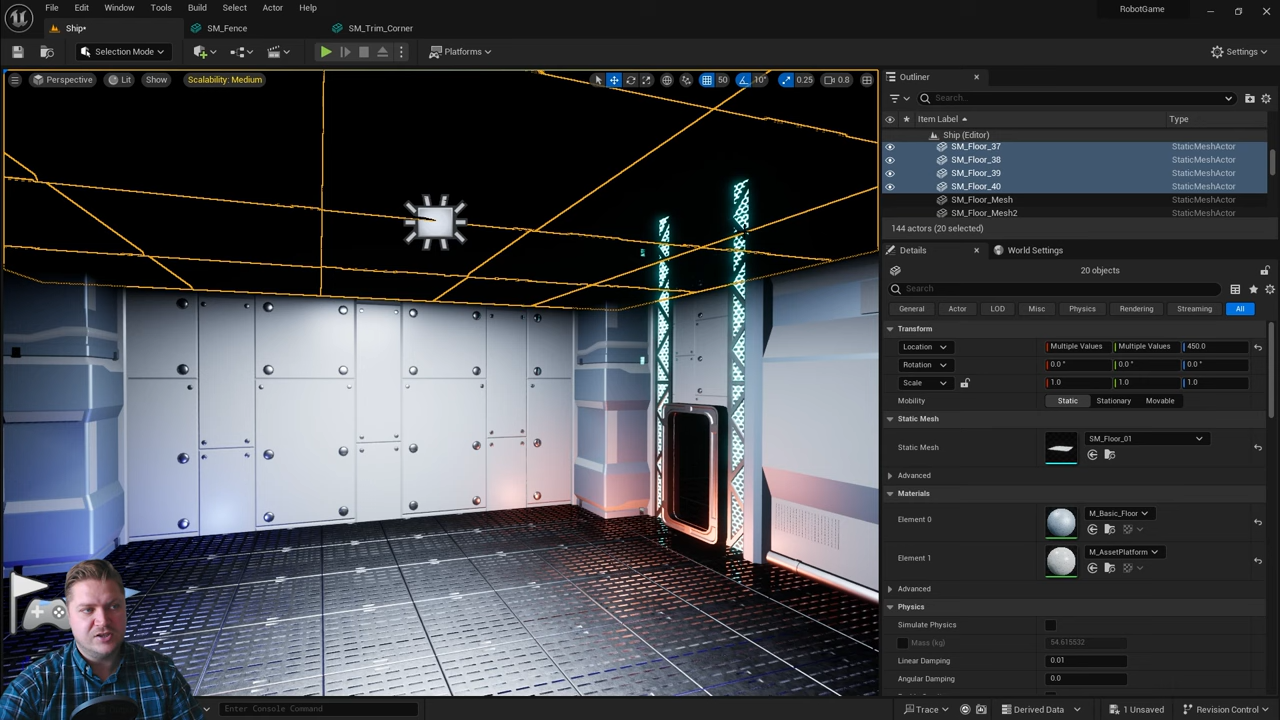 File Edit Window Tools Build Select Actor Help
RobotGame
Ship*
SM_Fence
SM_Trim_Corner
Selection Mode
Platforms
Settings
Perspective Lit Show Scalability: Medium
50 10° 0.25 0.8
Outliner
Search...
Item Label Type
Ship (Editor)
SM_Floor_37 StaticMeshActor
SM_Floor_38 StaticMeshActor
SM_Floor_39 StaticMeshActor
SM_Floor_40 StaticMeshActor
SM_Floor_Mesh StaticMeshActor
SM_Floor_Mesh2 StaticMeshActor
144 actors (20 selected)
Details World Settings
20 objects
Search
General Actor LOD Misc Physics Rendering Streaming All
Transform
Location Multiple Values Multiple Values 450.0
Rotation 0.0 ° 0.0 ° 0.0 °
Scale 1.0 1.0 1.0
Mobility Static Stationary Movable
Static Mesh
Static Mesh SM_Floor_01
Advanced
Materials
Element 0 M_Basic_Floor
Element 1 M_AssetPlatform
Advanced
Physics
Simulate Physics
Mass (kg) 54.615532
Linear Damping 0.01
Angular Damping 0.0
Enter Console Command
Trace Derived Data 1 Unsaved Revision Control